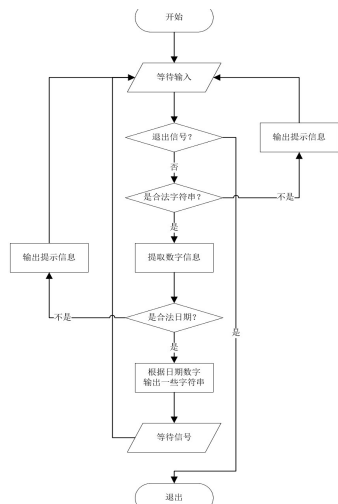 开始
等待输入
退出信号?
输出提示信息
否
是合法字符串?
不是
是
输出提示信息
提取数字信息
不是
是合法日期?
是
是
根据日期数字
输出一些字符串
等待信号
退出